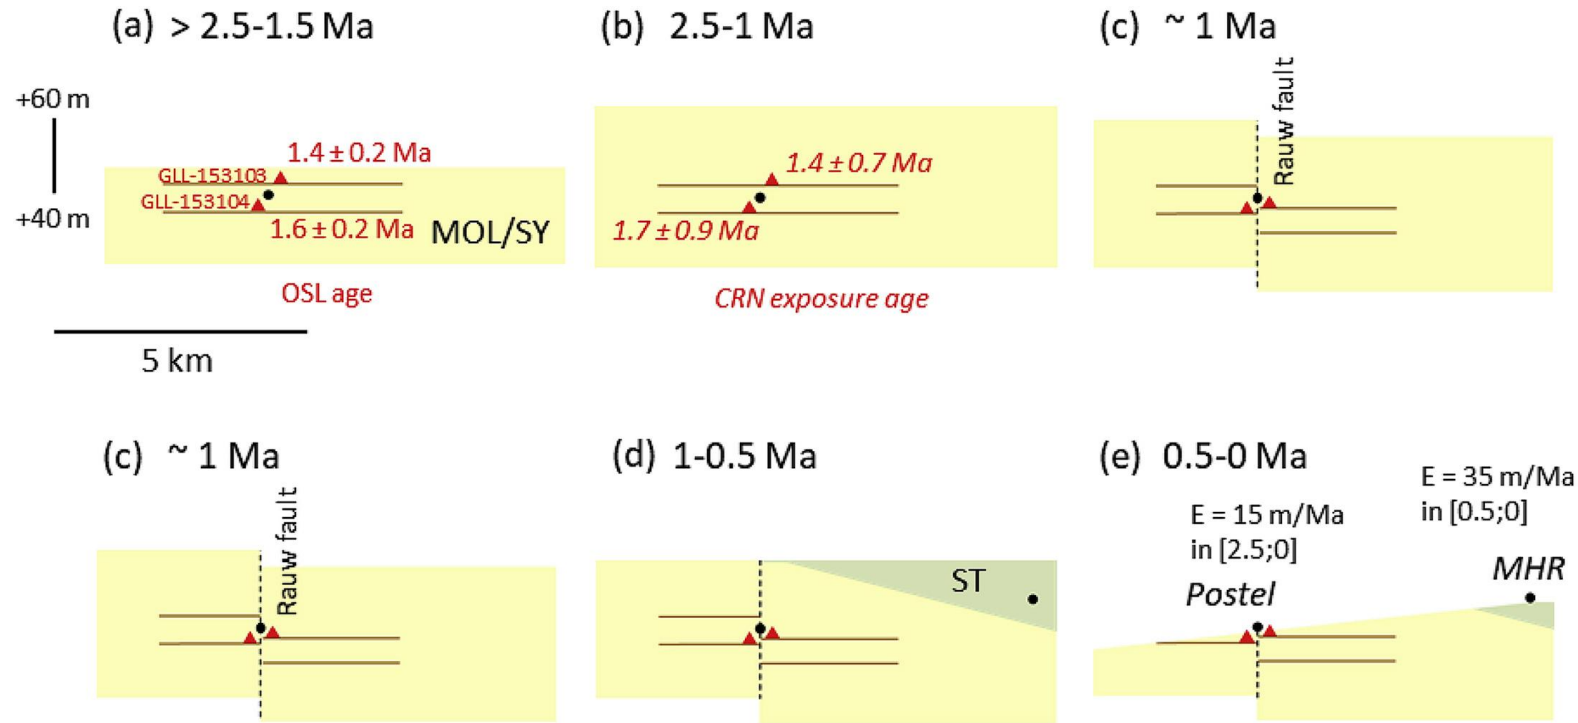 (a) > 2.5-1.5 Ma
(b) 2.5-1 Ma
(c) ~ 1 Ma
+60 m
+40 m
1.4 ± 0.2 Ma
GLL-153103
GLL-153104
1.6 ± 0.2 Ma
MOL/SY
OSL age
5 km
1.4 ± 0.7 Ma
1.7 ± 0.9 Ma
CRN exposure age
Rauw fault
(c) ~ 1 Ma
Rauw fault
(d) 1-0.5 Ma
ST
(e) 0.5-0 Ma
E = 15 m/Ma
in [2.5;0]
Postel
E = 35 m/Ma
in [0.5;0]
MHR